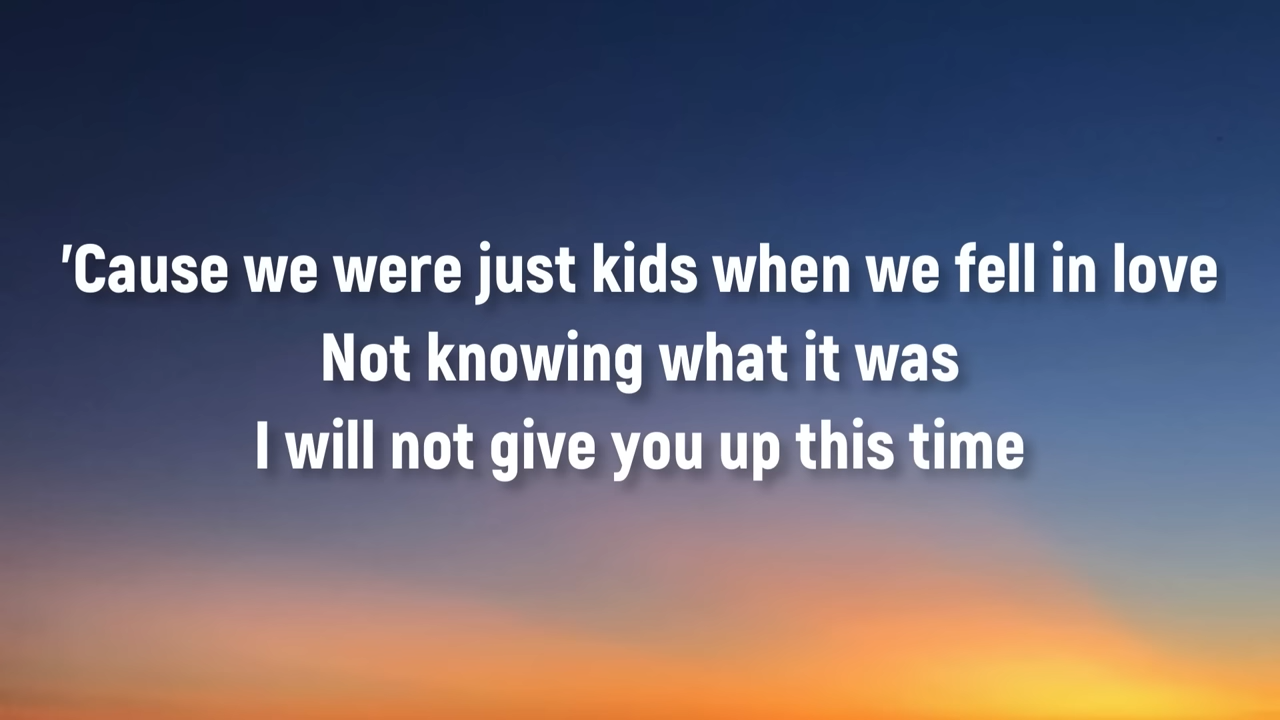 'Cause we were just kids when we fell in love
Not knowing what it was
I will not give you up this time